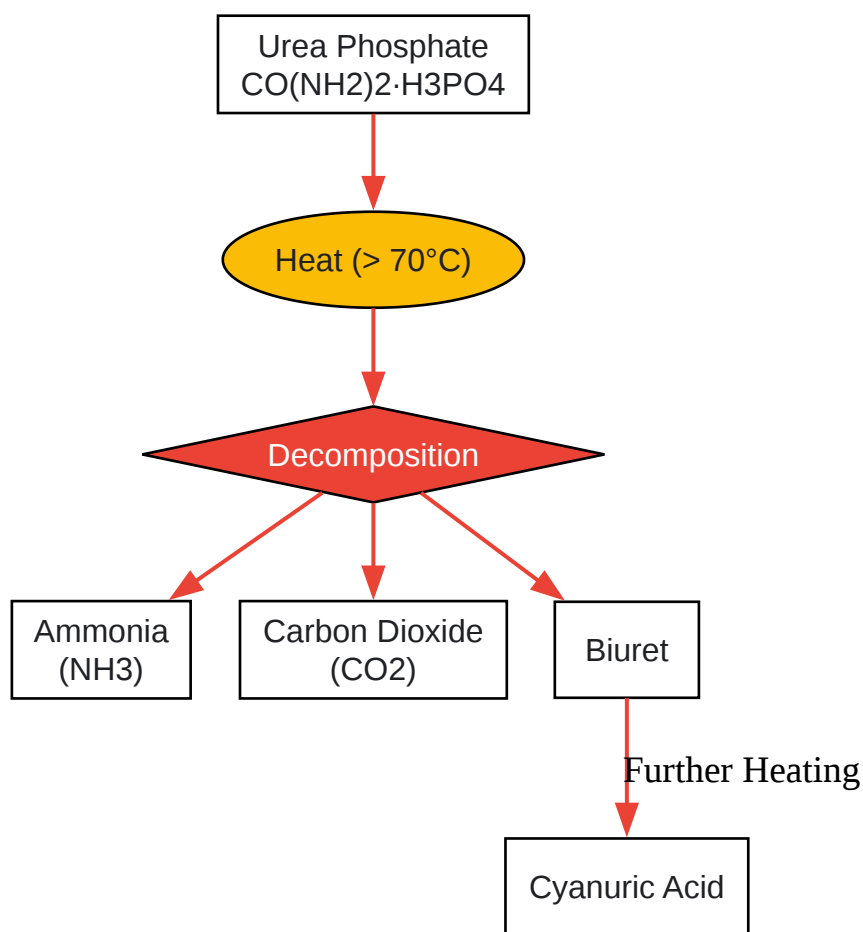 Urea Phosphate
CO(NH2)2·H3PO4
Heat (> 70°C)
Decomposition
Ammonia
(NH3)
Carbon Dioxide
(CO2)
Biuret
Further Heating
Cyanuric Acid